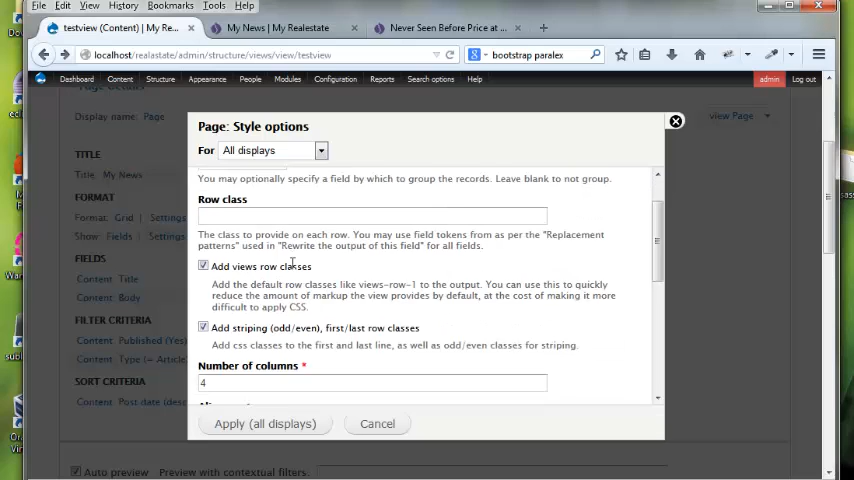 File Edit View History Bookmarks Tools Help
testview (Content) | My Re...
My News | My Realestate
Never Seen Before Price at ...
localhost/realastate/admin/structure/views/view/testview
bootstrap paralex
Dashboard Content Structure Appearance People Modules Configuration Reports Search options Help
admin Log out
Page Details
Display name: Page
view Page
TITLE
Title: My News
FORMAT
Format: Grid Settings
Show: Fields Settings
FIELDS
Content: Title
Content: Body
FILTER CRITERIA
Content: Published (Yes)
Content: Type (= Article
SORT CRITERIA
Content: Post date (desc
Page: Style options
For All displays
You may optionally specify a field by which to group the records. Leave blank to not group.
Row class
The class to provide on each row. You may use field tokens from as per the "Replacement
patterns" used in "Rewrite the output of this field" for all fields.
Add views row classes
Add the default row classes like views-row-1 to the output. You can use this to quickly
reduce the amount of markup the view provides by default, at the cost of making it more
difficult to apply CSS.
Add striping (odd/even), first/last row classes
Add css classes to the first and last line, as well as odd/even classes for striping.
Number of columns *
4
Apply (all displays)
Cancel
Auto preview Preview with contextual filters: